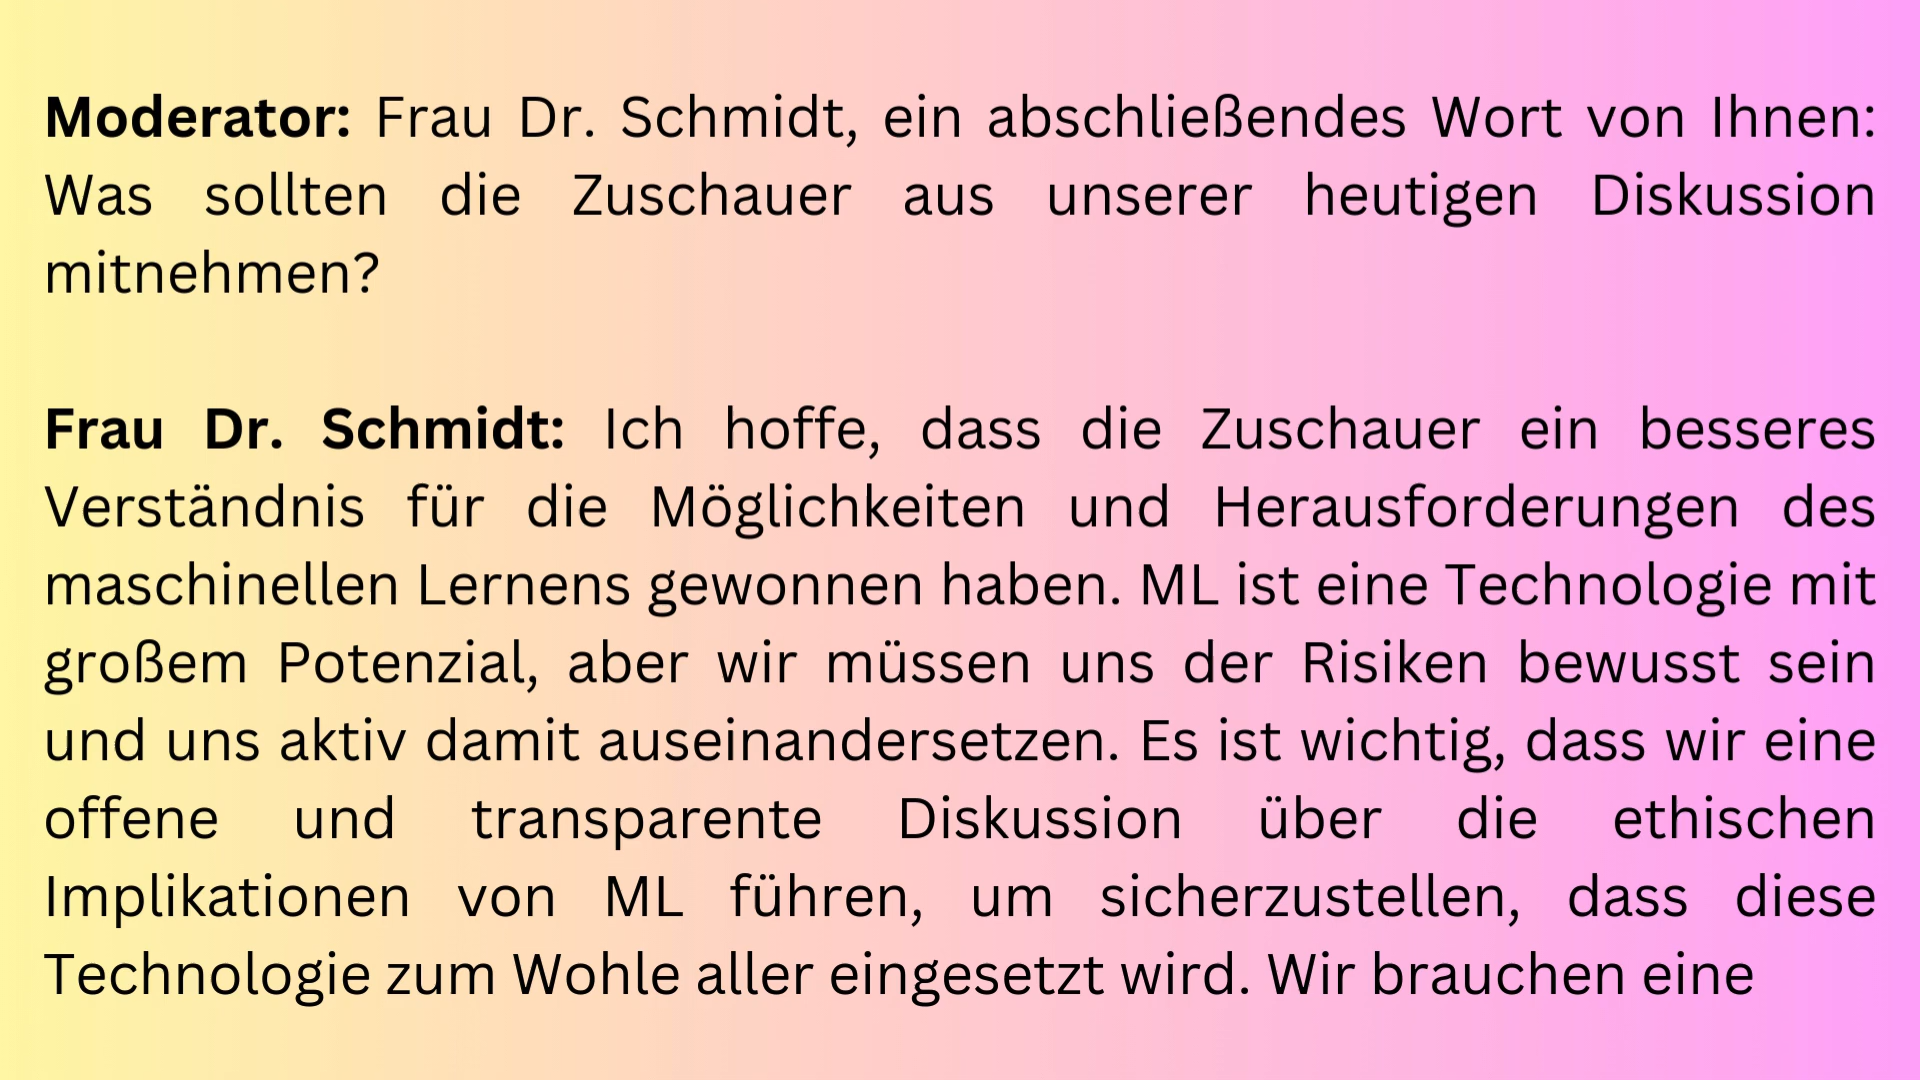 Moderator: Frau Dr. Schmidt, ein abschließendes Wort von Ihnen:
Was sollten die Zuschauer aus unserer heutigen Diskussion
mitnehmen?
Frau Dr. Schmidt: Ich hoffe, dass die Zuschauer ein besseres
Verständnis für die Möglichkeiten und Herausforderungen des
maschinellen Lernens gewonnen haben. ML ist eine Technologie mit
großem Potenzial, aber wir müssen uns der Risiken bewusst sein
und uns aktiv damit auseinandersetzen. Es ist wichtig, dass wir eine
offene und transparente Diskussion über die ethischen
Implikationen von ML führen, um sicherzustellen, dass diese
Technologie zum Wohle aller eingesetzt wird. Wir brauchen eine